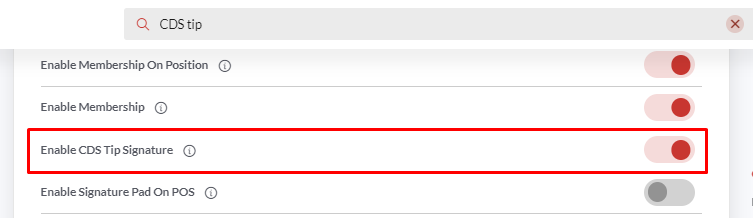 CDS tip
Enable Membership On Position
Enable Membership
Enable CDS Tip Signature
Enable Signature Pad On POS